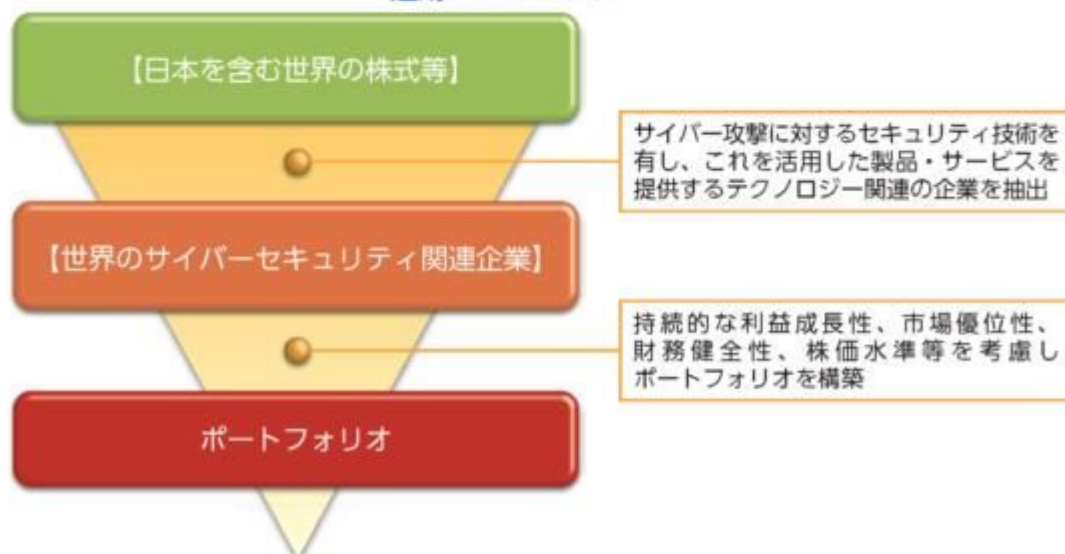 【日本を含む世界の株式等】
サイバー攻撃に対するセキュリティ技術を
有し、これを活用した製品・サービスを
提供するテクノロジー関連の企業を抽出
【世界のサイバーセキュリティ関連企業】
持続的な利益成長性、市場優位性、
財務健全性、株価水準等を考慮し
ポートフォリオを構築
ポートフォリオ